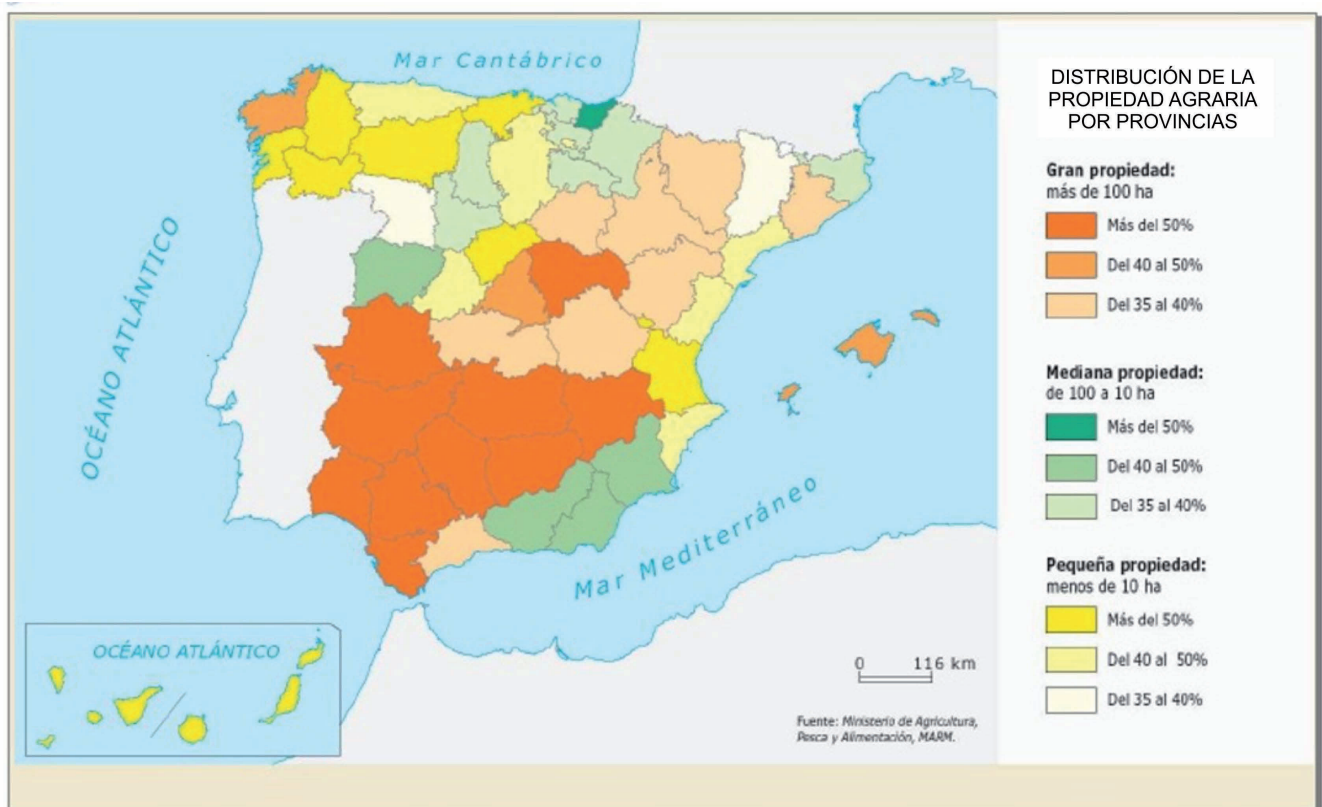 Mar Cantábrico
OCÉANO ATLÁNTICO
Mar Mediterráneo
OCÉANO ATLÁNTICO
0 116 km
Fuente: Ministerio de Agricultura,
Pesca y Alimentación, MARM.
DISTRIBUCIÓN DE LA
PROPIEDAD AGRARIA
POR PROVINCIAS
Gran propiedad:
más de 100 ha
Más del 50%
Del 40 al 50%
Del 35 al 40%
Mediana propiedad:
de 100 a 10 ha
Más del 50%
Del 40 al 50%
Del 35 al 40%
Pequeña propiedad:
menos de 10 ha
Más del 50%
Del 40 al 50%
Del 35 al 40%